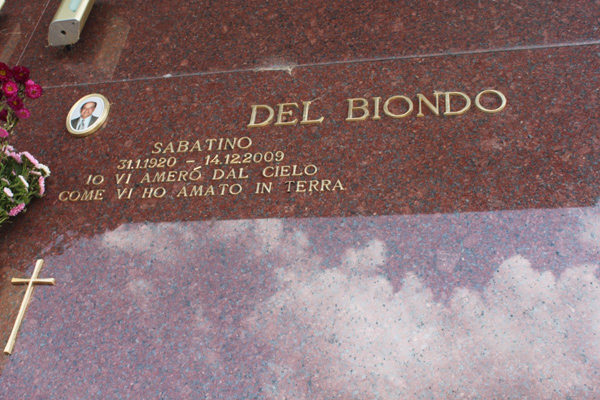 DEL BIONDO
SABATINO
31.1.1920 - 14.12.2009
IO VI AMERÓ DAL CIELO
COME VI HO AMATO IN TERRA